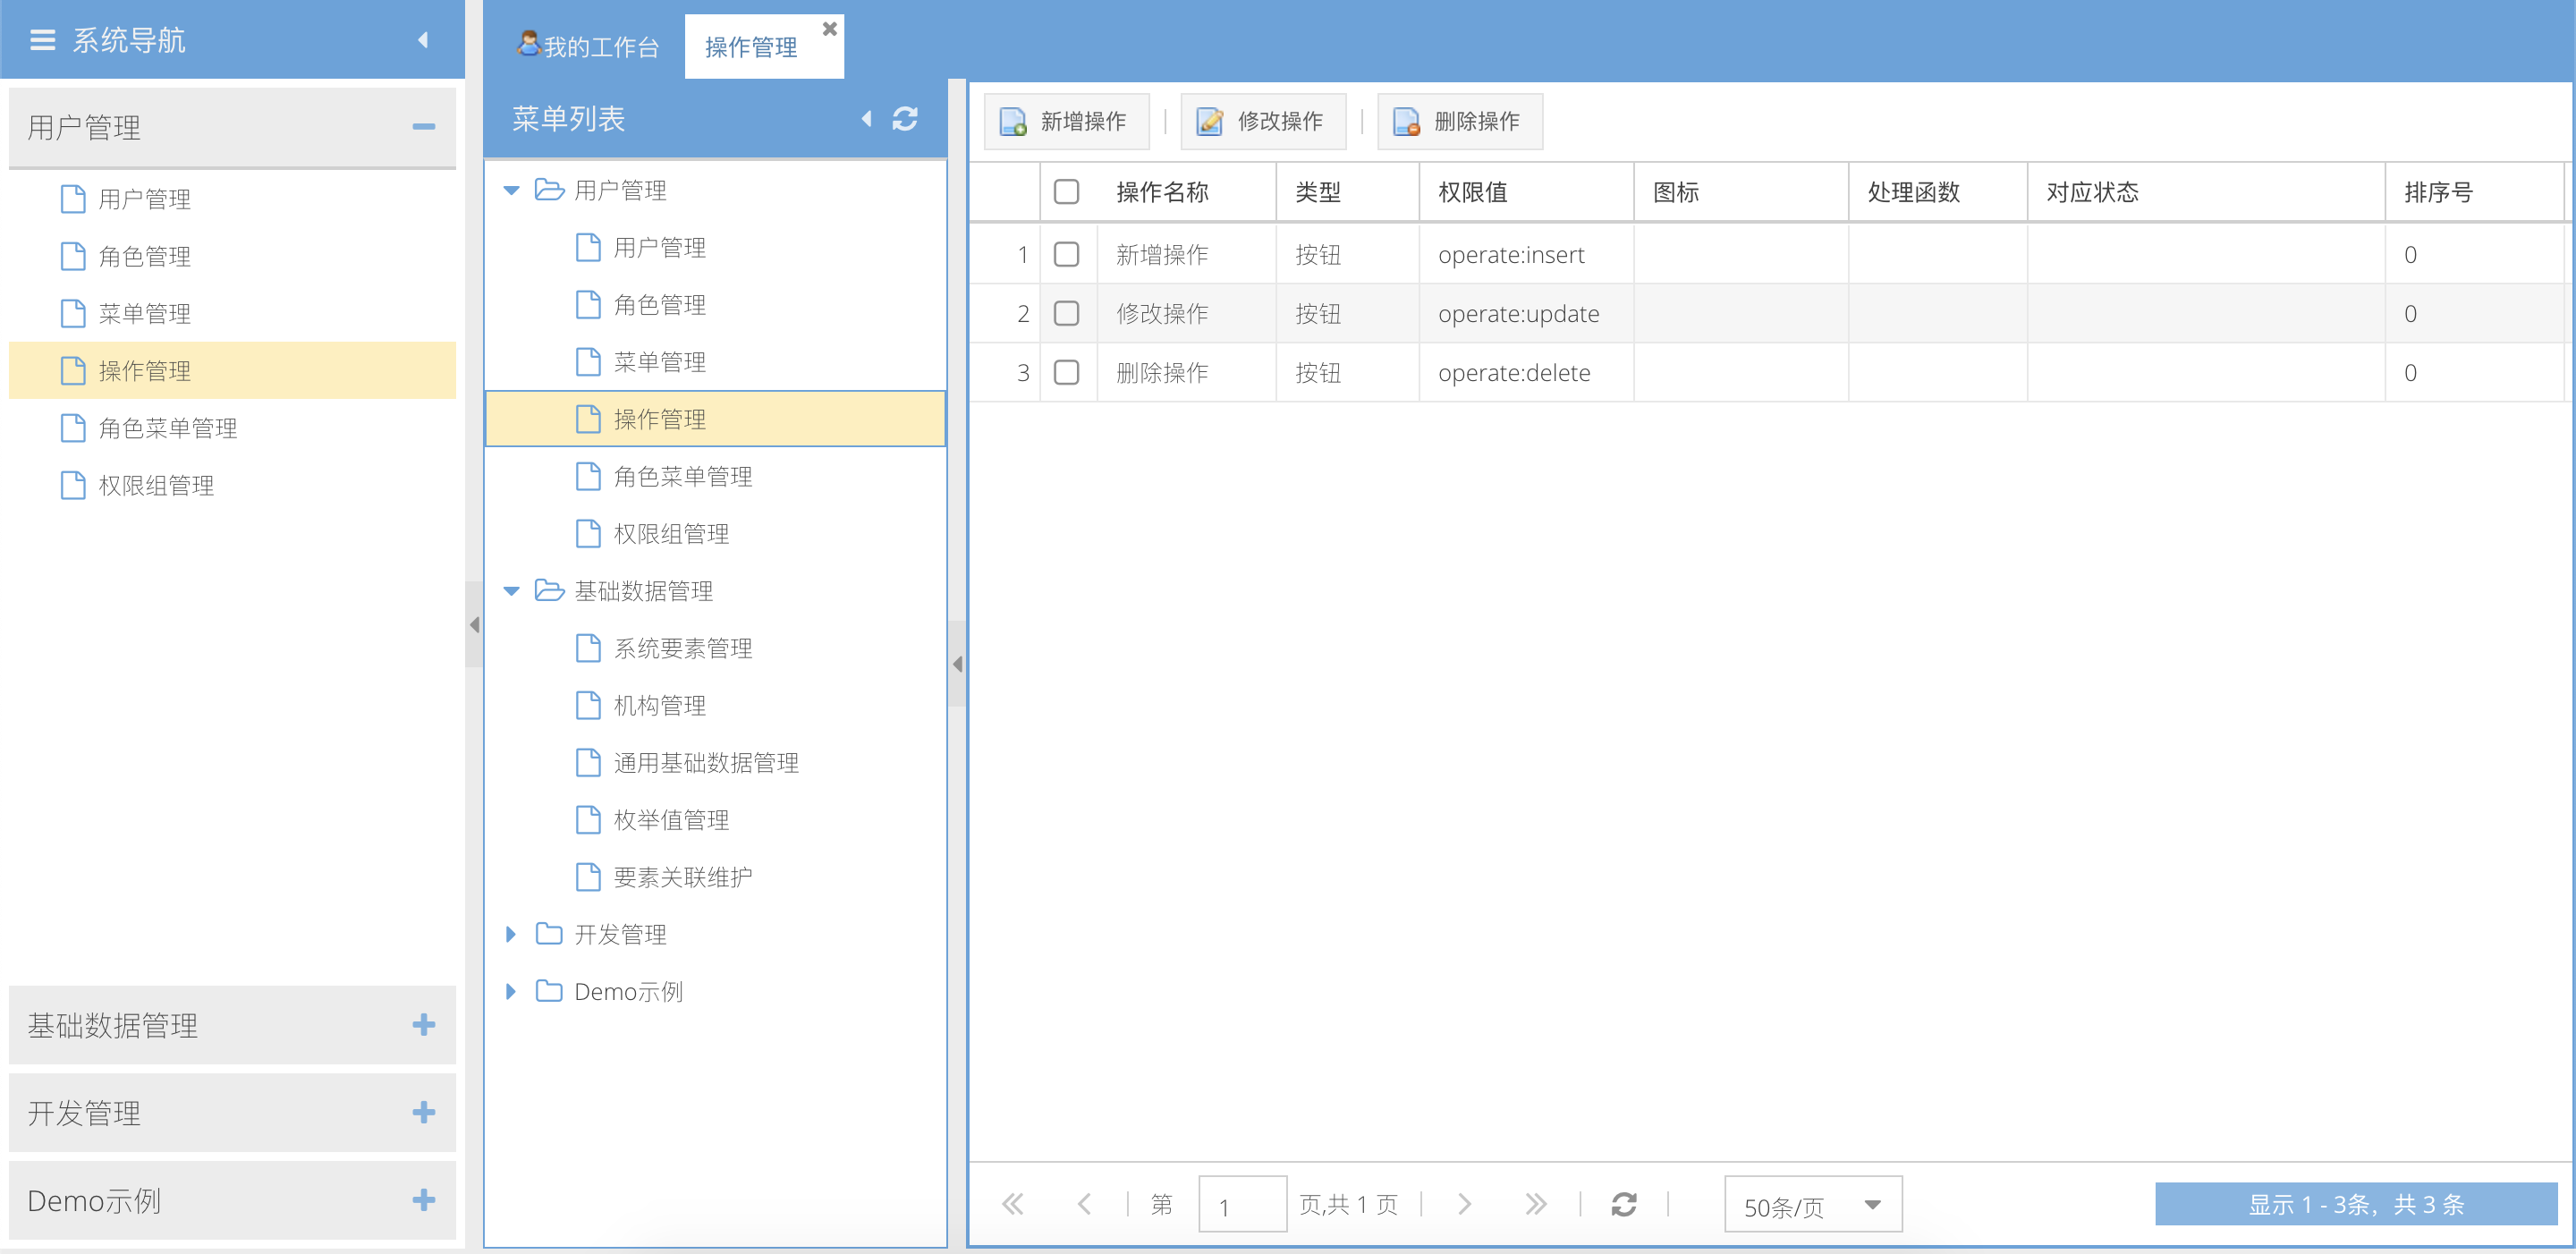 系统导航
用户管理
用户管理
角色管理
菜单管理
操作管理
角色菜单管理
权限组管理
基础数据管理
开发管理
Demo示例
我的工作台
操作管理
菜单列表
用户管理
用户管理
角色管理
菜单管理
操作管理
角色菜单管理
权限组管理
基础数据管理
系统要素管理
机构管理
通用基础数据管理
枚举值管理
要素关联维护
开发管理
Demo示例
新增操作 修改操作 删除操作
操作名称 类型 权限值 图标 处理函数 对应状态 排序号
1 新增操作 按钮 operate:insert 0
2 修改操作 按钮 operate:update 0
3 删除操作 按钮 operate:delete 0
第 1 页,共 1 页 50条/页 显示 1 - 3条，共 3 条